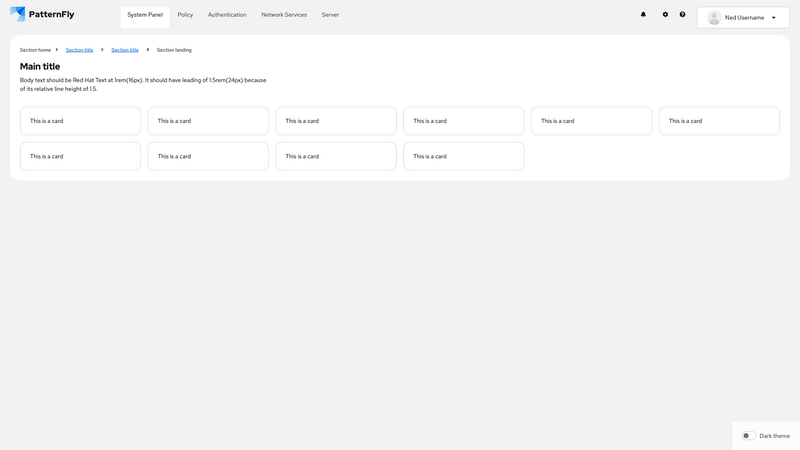 PatternFly
System Panel Policy Authentication Network Services Server
Ned Username
Section home Section title Section title Section landing
Main title
Body text should be Red Hat Text at 1rem(16px). It should have leading of 1.5rem(24px) because
of its relative line height of 1.5.
This is a card This is a card This is a card This is a card This is a card This is a card
This is a card This is a card This is a card This is a card
Dark theme